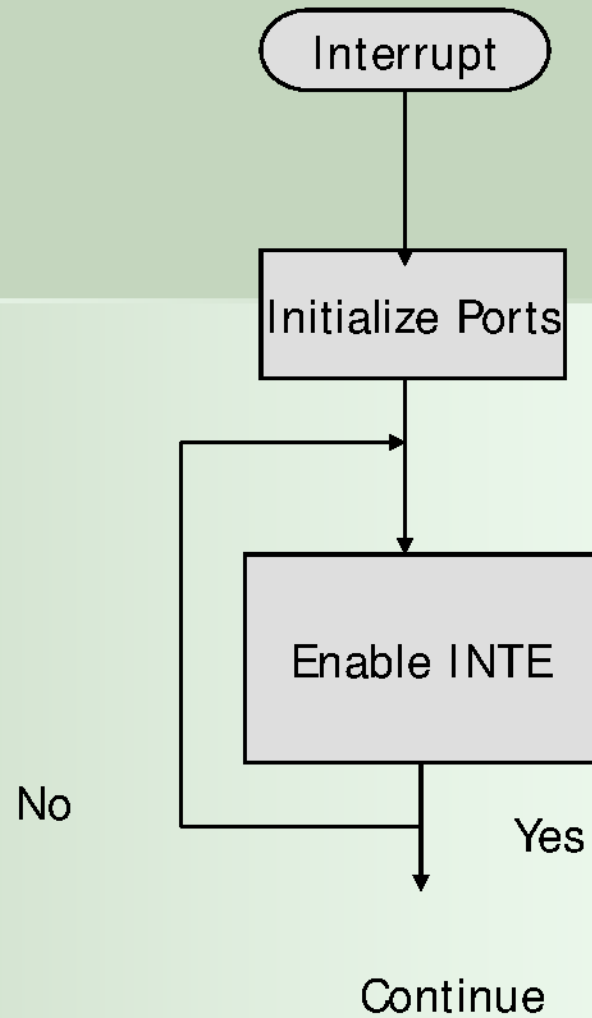 Interrupt
Initialize Ports
Enable INTE
No
Yes
Continue